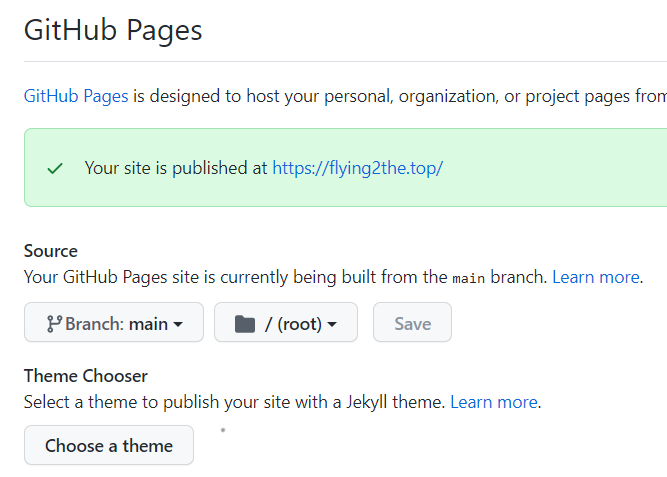 GitHub Pages
GitHub Pages is designed to host your personal, organization, or project pages from
Your site is published at https://flying2the.top/
Source
Your GitHub Pages site is currently being built from the main branch. Learn more.
Branch: main / (root) Save
Theme Chooser
Select a theme to publish your site with a Jekyll theme. Learn more.
Choose a theme